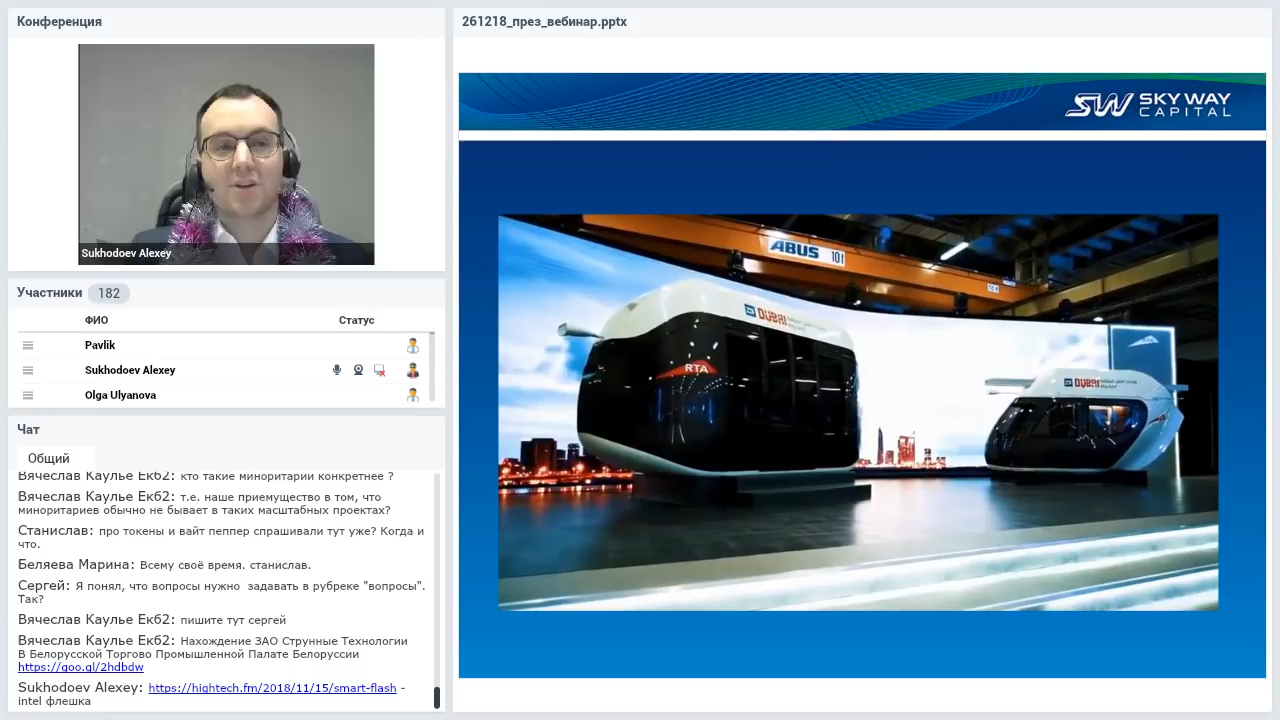 Конференция
Sukhodoev Alexey
Участники 182
ФИО Статус
Pavlik
Sukhodoev Alexey
Olga Ulyanova
Чат
Общий
Вячеслав Каулье Екб2: кто такие миноритарии конкретнее ?
Вячеслав Каулье Екб2: т.е. наше приемущество в том, что
миноритариев обычно не бывает в таких масштабных проектах?
Станислав: про токены и вайт пеппер спрашивали тут уже? Когда и
что.
Беляева Марина: Всему своё время. станислав.
Сергей: Я понял, что вопросы нужно задавать в рубреке "вопросы".
Так?
Вячеслав Каулье Екб2: пишите тут сергей
Вячеслав Каулье Екб2: Нахождение ЗАО Струнные Технологии
В Белорусской Торгово Промышленной Палате Белоруссии
https://goo.gl/2hdbdw
Sukhodoev Alexey: https://hightech.fm/2018/11/15/smart-flash -
intel флешка
261218_през_вебинар.pptx
SW SKY WAY
CAPITAL
ABUS 10t
DUBAI
RTA
DUBAI